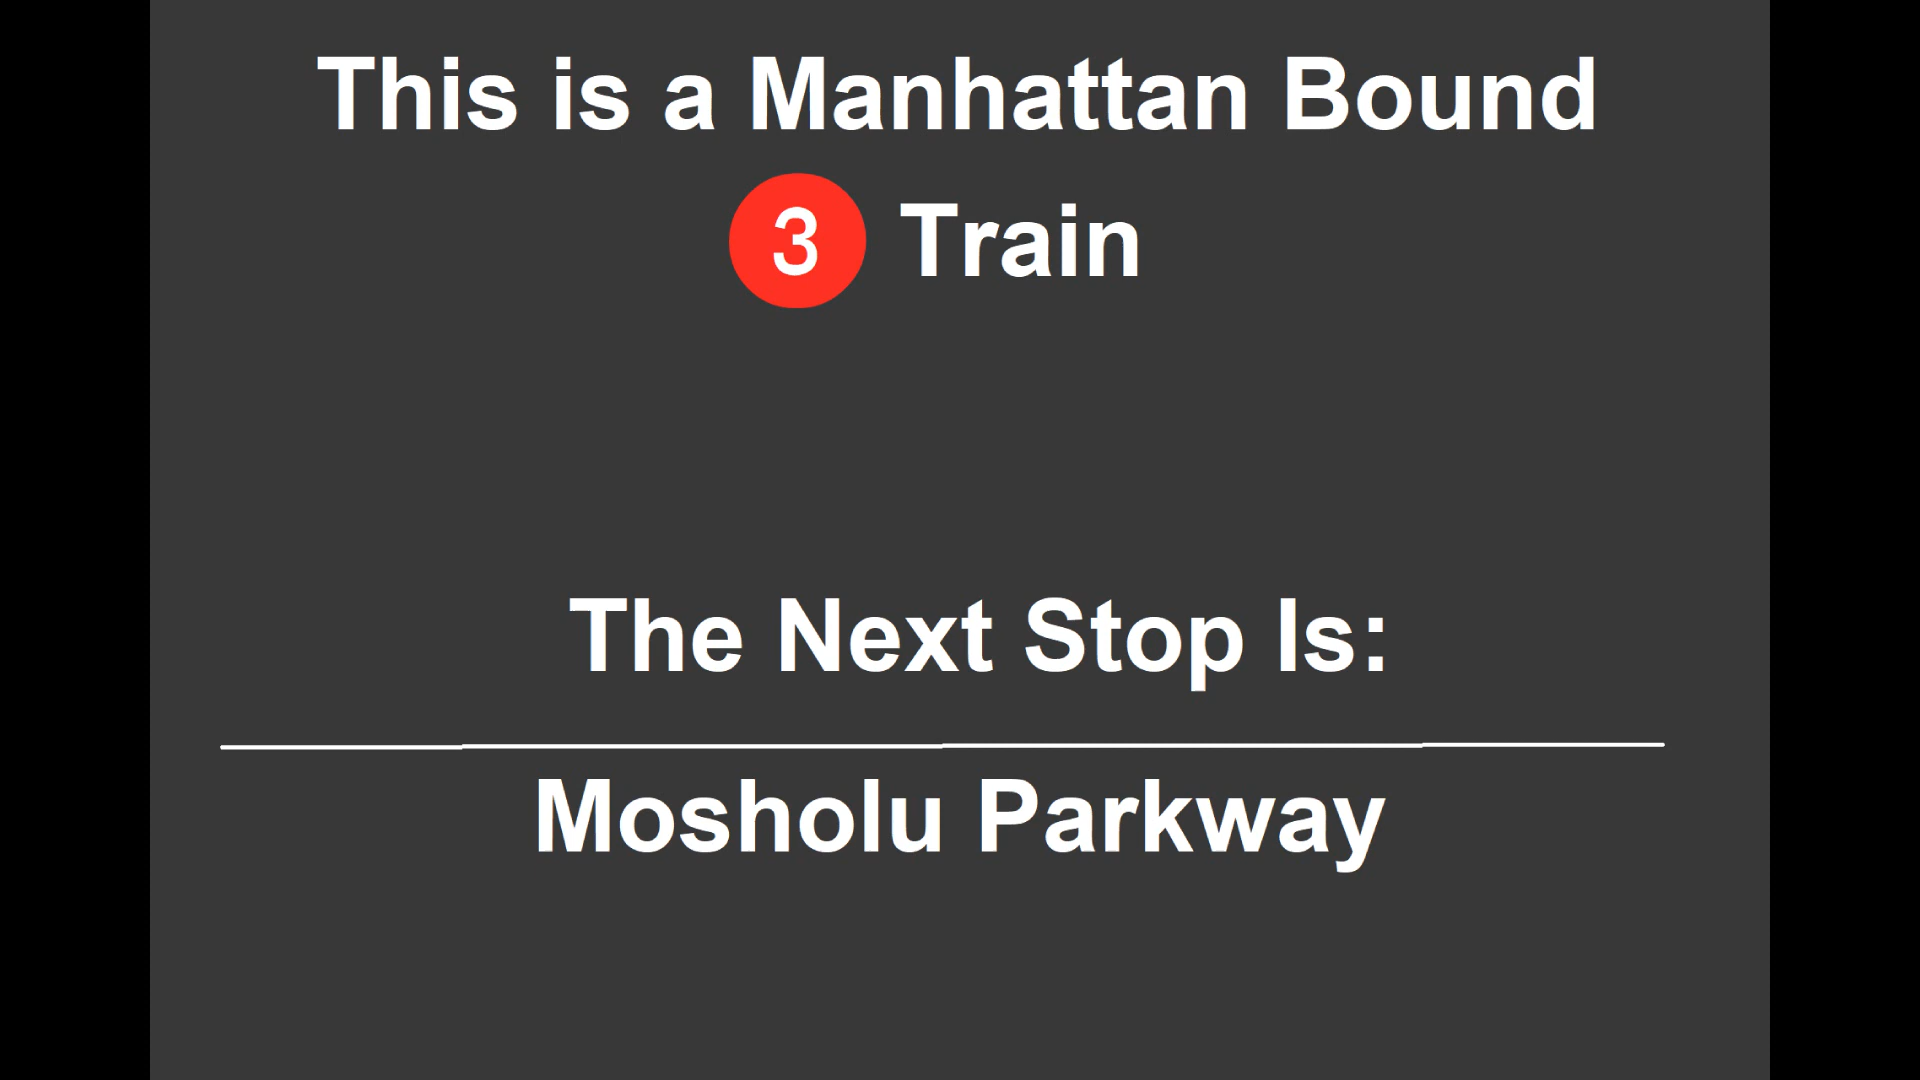 This is a Manhattan Bound
3 Train
The Next Stop Is:
Mosholu Parkway